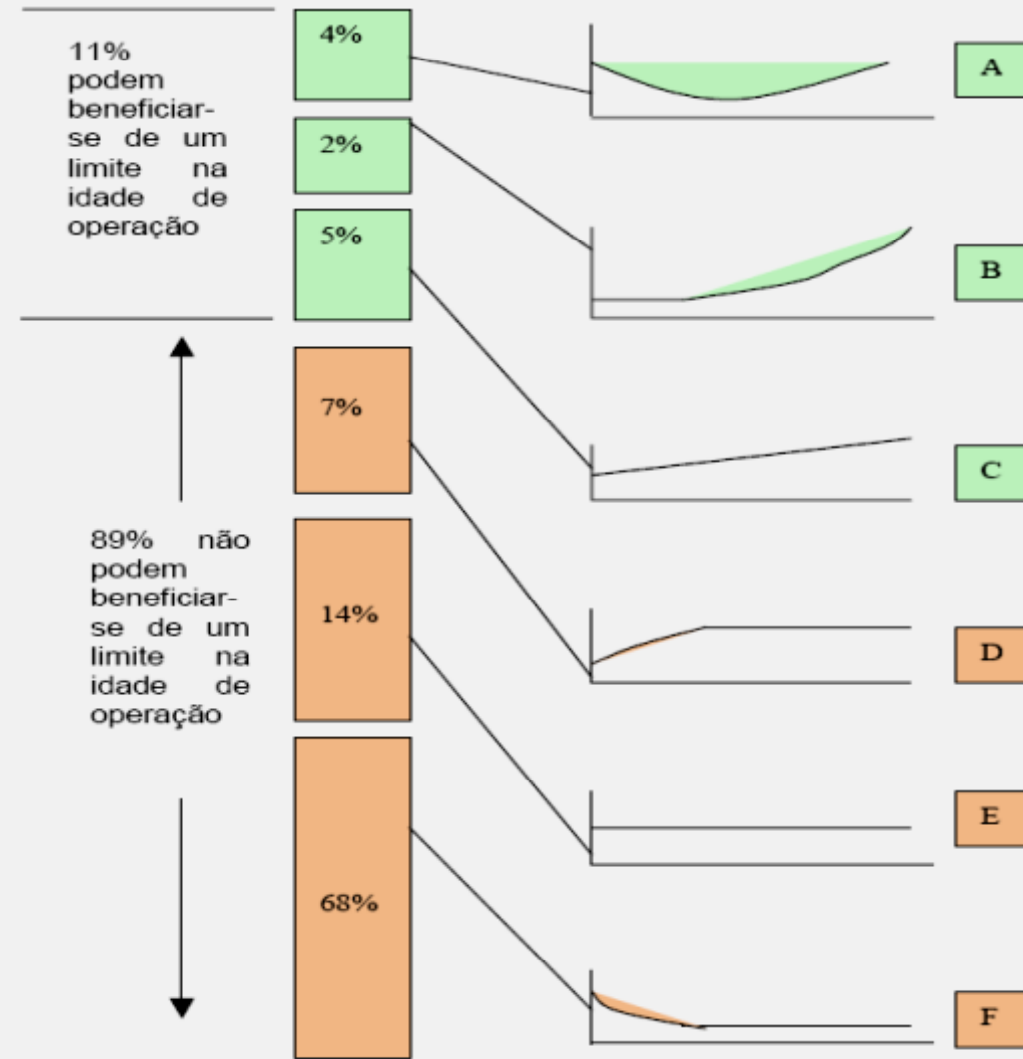 11%
podem
beneficiar-
se de um
limite na
idade de
operação
4%
2%
5%
A
B
C
89% não
podem
beneficiar-
se de um
limite na
idade de
operação
7%
14%
68%
D
E
F